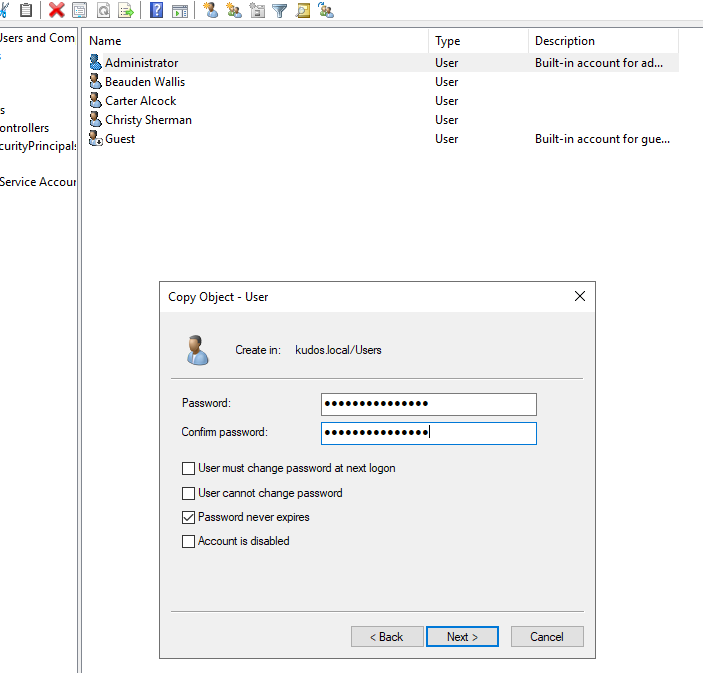 Users and Com
Name Type Description
Administrator User Built-in account for ad...
Beauden Wallis User
Carter Alcock User
Christy Sherman User
Guest User Built-in account for gue...
s
ontrollers
curityPrincipals
Service Accour
Copy Object - User
Create in: kudos.local/Users
Password: ●●●●●●●●●●●●●●●
Confirm password: ●●●●●●●●●●●●●●●
User must change password at next logon
User cannot change password
Password never expires
Account is disabled
< Back Next > Cancel